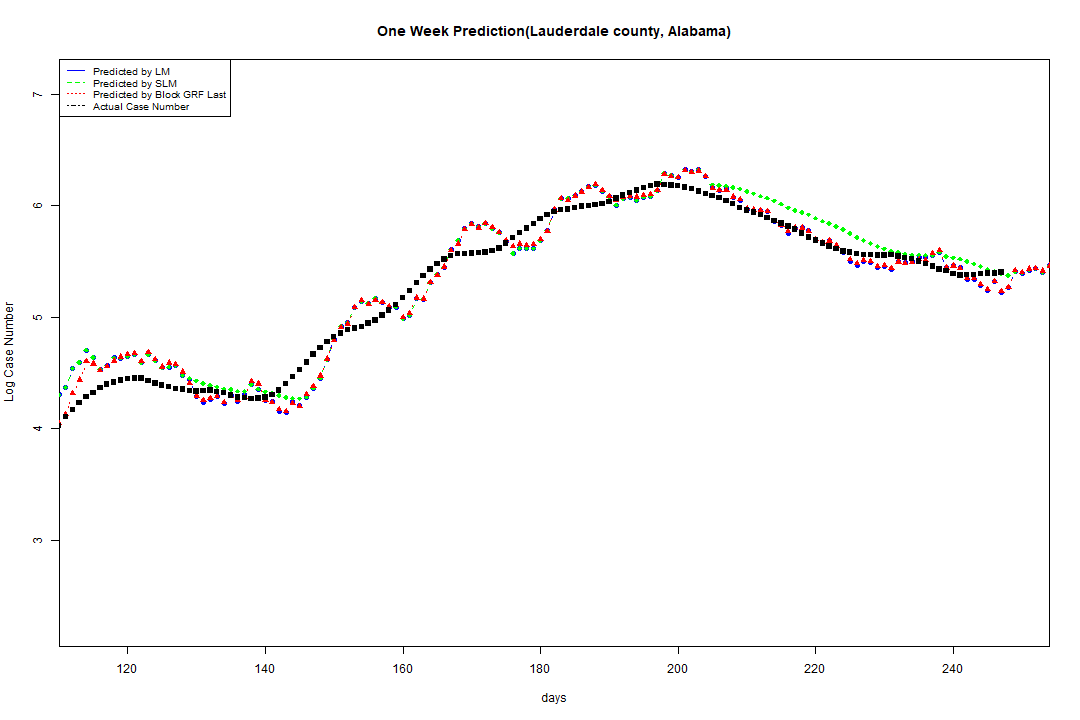 One Week Prediction(Lauderdale county, Alabama)
Predicted by LM
Predicted by SLM
Predicted by Block GRF Last
Actual Case Number
7
6
5
4
3
Log Case Number
120 140 160 180 200 220 240
days